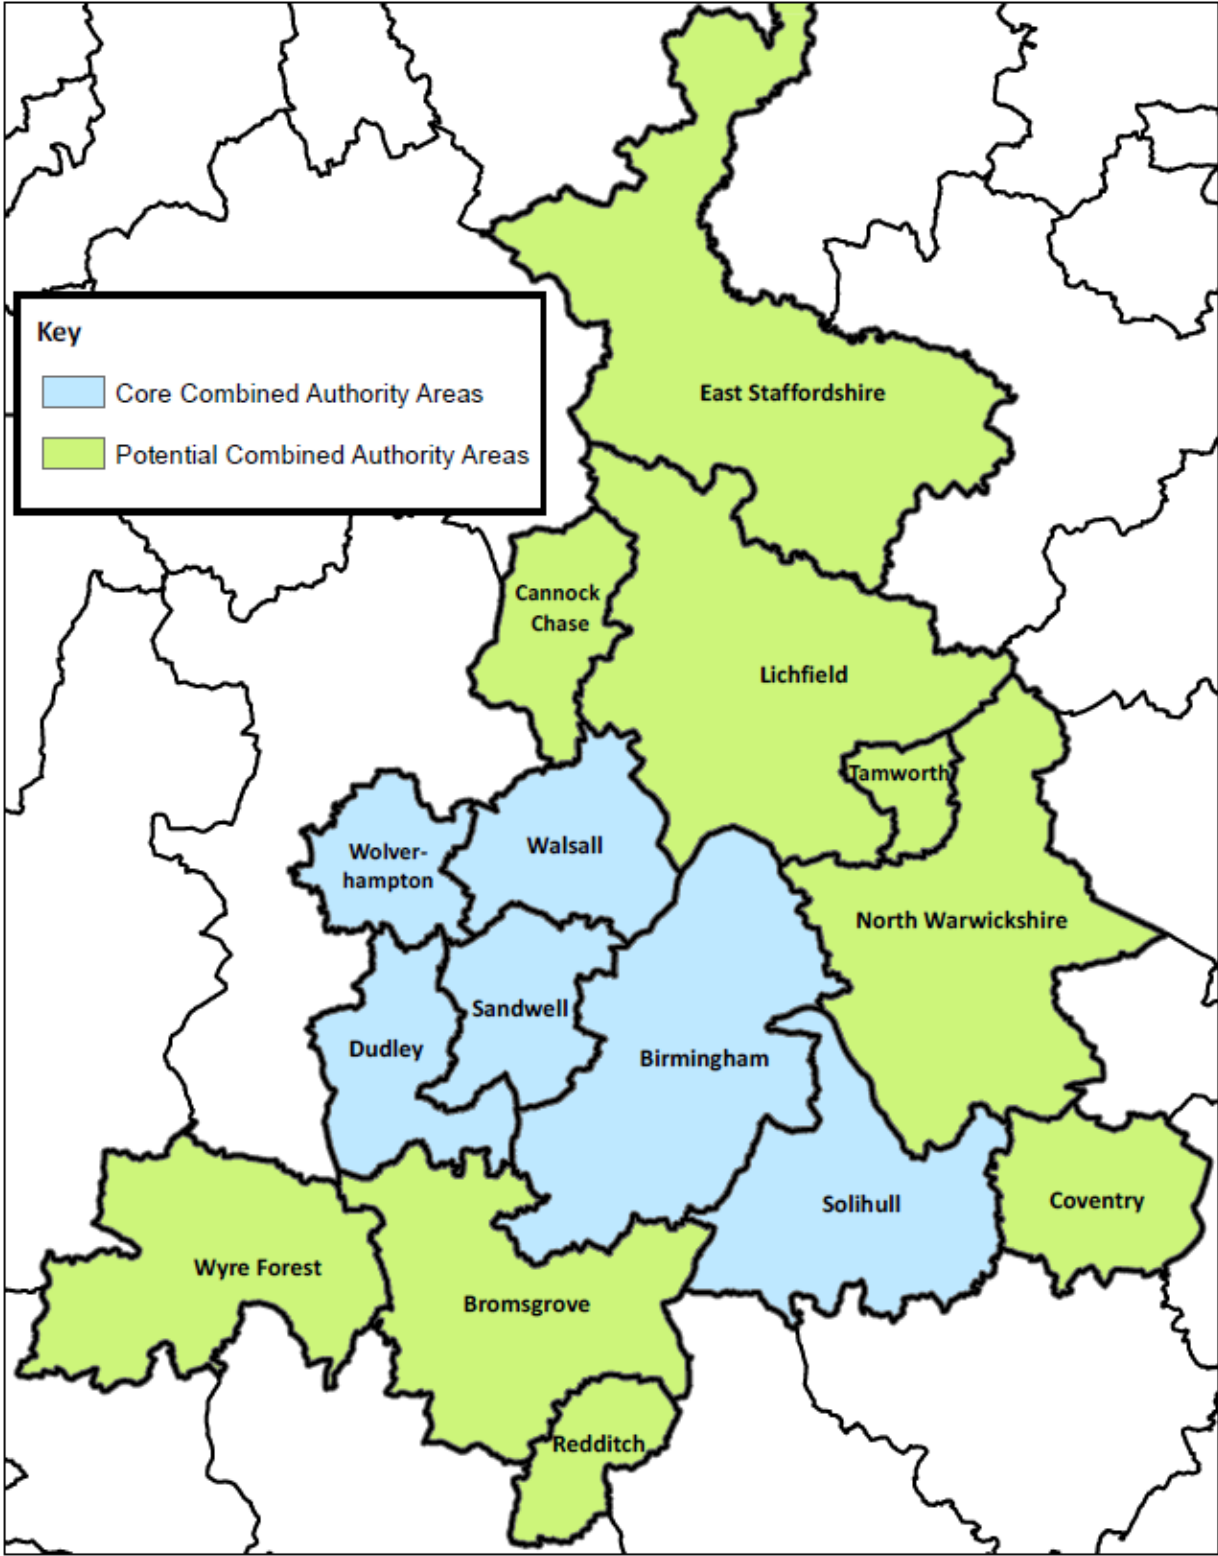 Key
Core Combined Authority Areas
Potential Combined Authority Areas
East Staffordshire
Cannock
Chase
Lichfield
Tamworth
Wolver-
hampton
Walsall
North Warwickshire
Sandwell
Dudley
Birmingham
Solihull
Coventry
Wyre Forest
Bromsgrove
Redditch